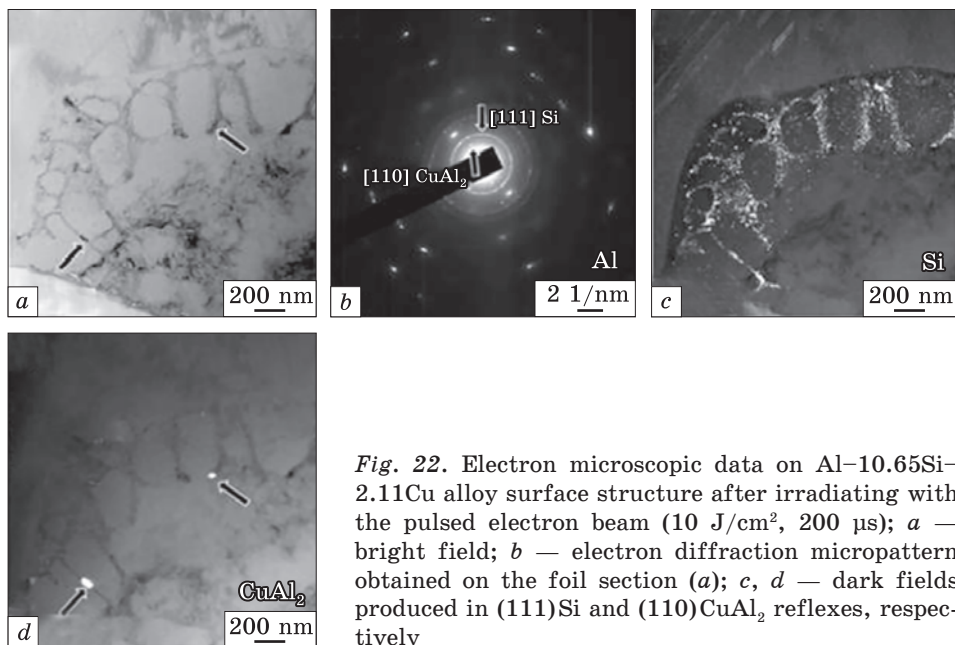 a
200 nm
[111] Si
[110] CuAl₂
Al
b
2 1/nm
Si
c
200 nm
CuAl₂
d
200 nm
Fig. 22. Electron microscopic data on Al–10.65Si–
2.11Cu alloy surface structure after irradiating with
the pulsed electron beam (10 J/cm², 200 μs); a —
bright field; b — electron diffraction micropattern
obtained on the foil section (a); c, d — dark fields
produced in (111)Si and (110)CuAl₂ reflexes, respec-
tively